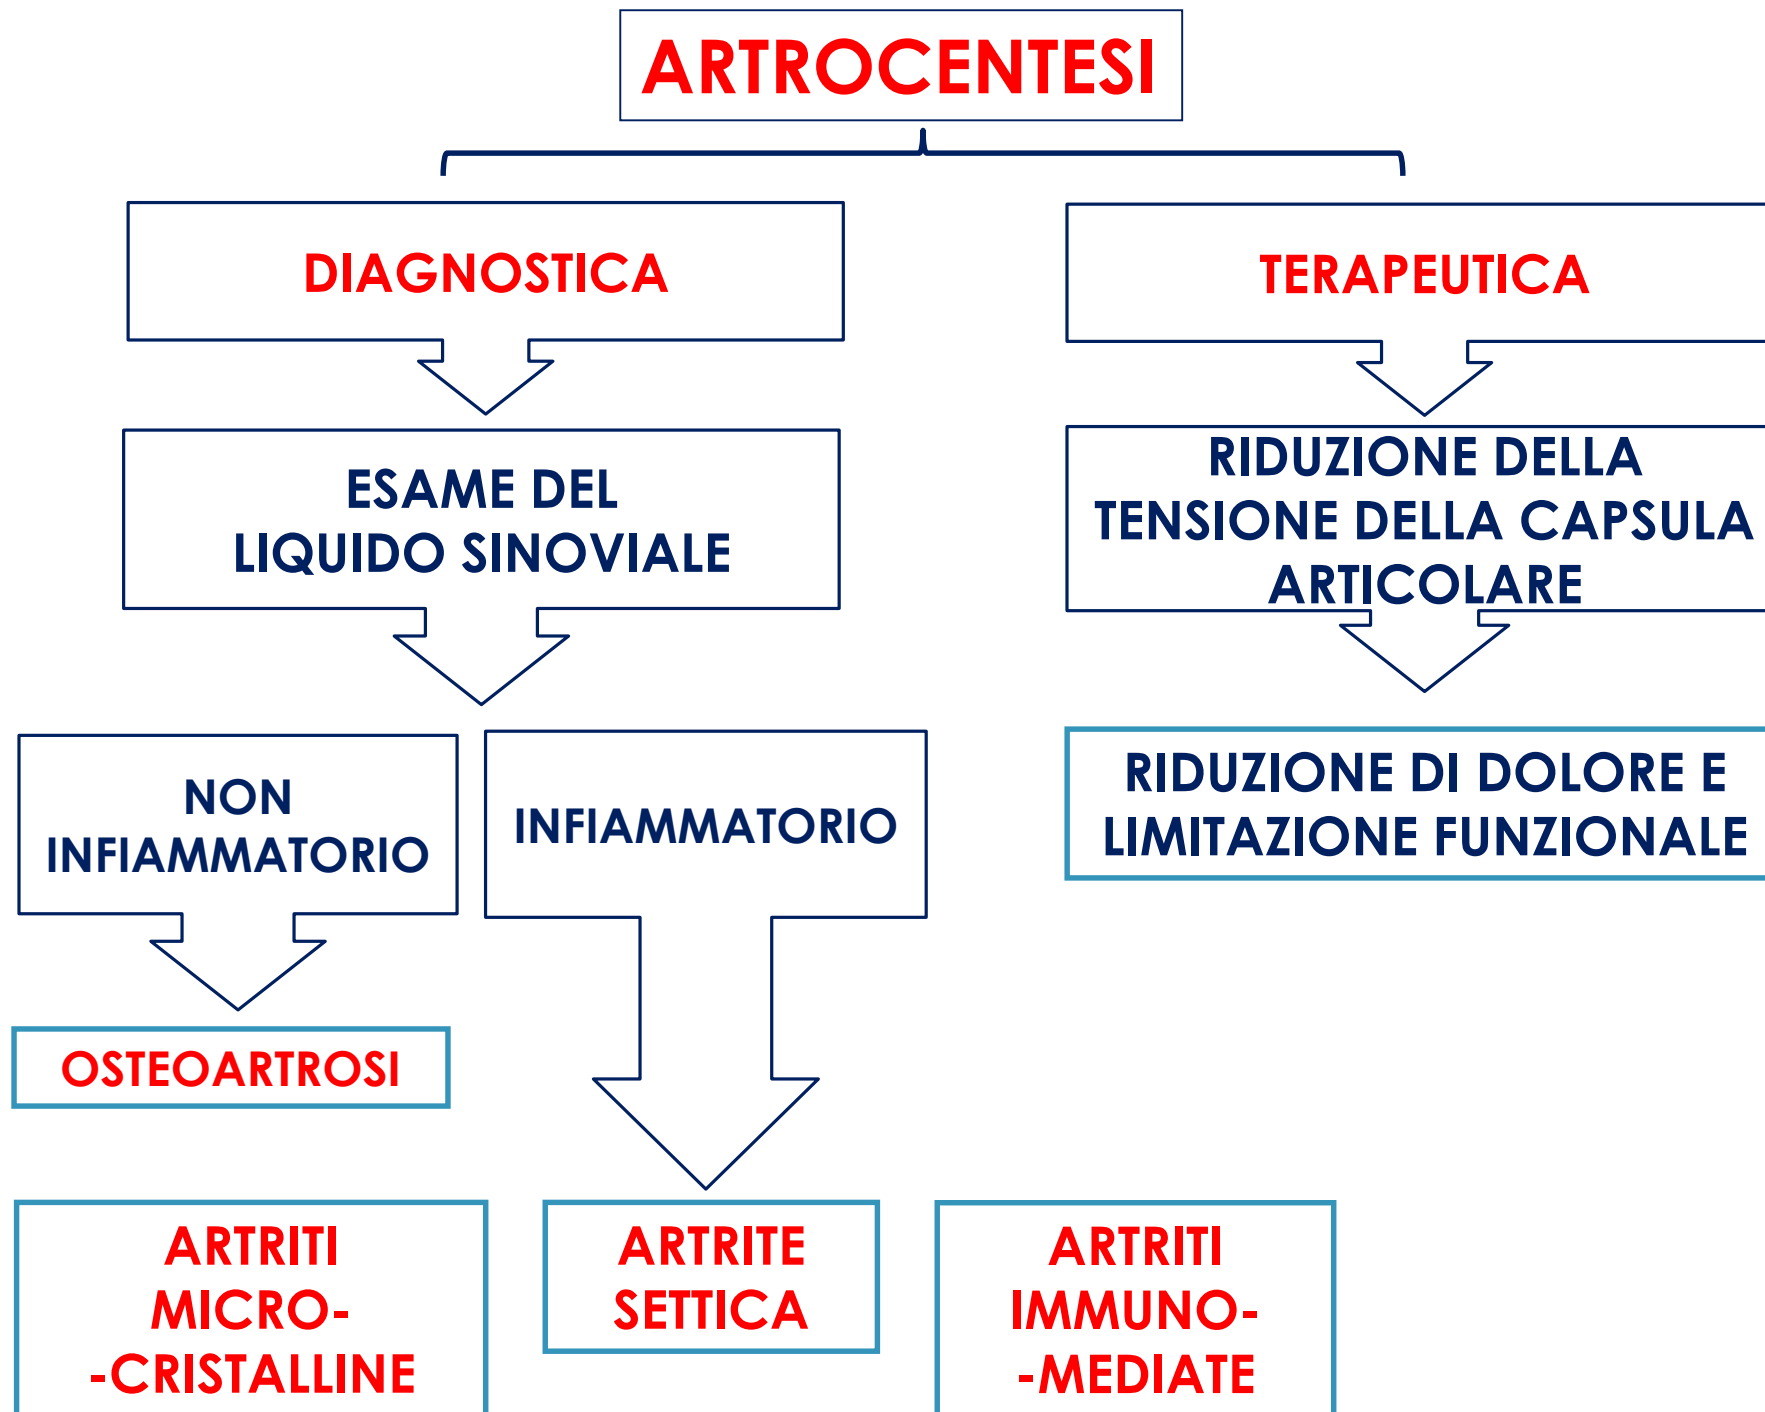 ARTROCENTESI
DIAGNOSTICA
TERAPEUTICA
ESAME DEL
LIQUIDO SINOVIALE
RIDUZIONE DELLA
TENSIONE DELLA CAPSULA
ARTICOLARE
NON
INFIAMMATORIO
INFIAMMATORIO
RIDUZIONE DI DOLORE E
LIMITAZIONE FUNZIONALE
OSTEOARTROSI
ARTRITI
MICRO-
-CRISTALLINE
ARTRITE
SETTICA
ARTRITI
IMMUNO-
-MEDIATE